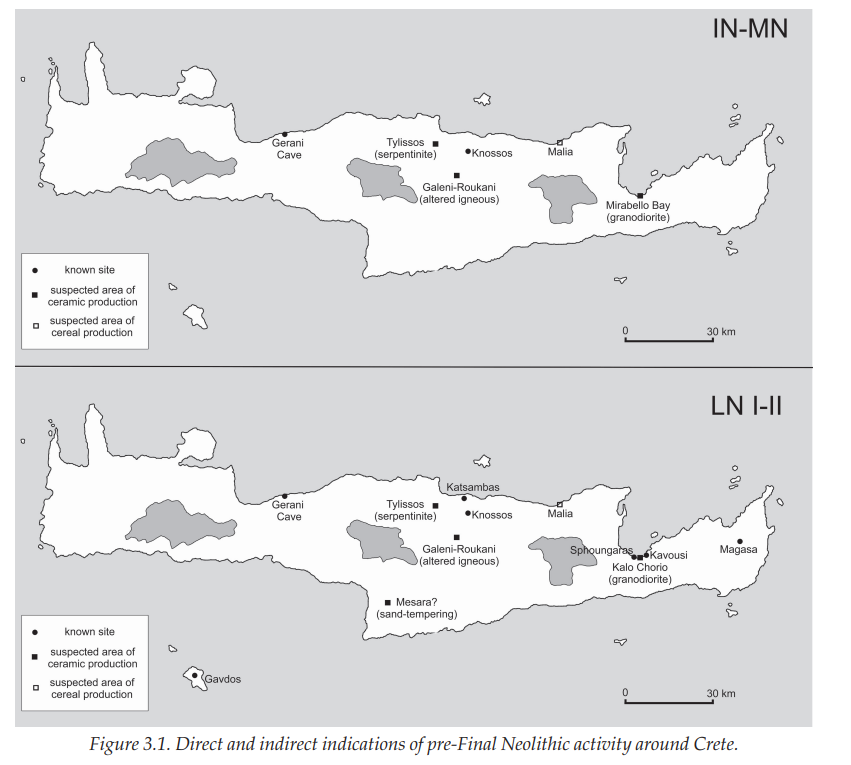 IN-MN
Gerani
Cave
Tylissos
(serpentinite)
Knossos
Malia
Galeni-Roukani
(altered igneous)
Mirabello Bay
(granodiorite)
known site
suspected area of
ceramic production
suspected area of
cereal production
0 30 km
LN I-II
Katsambas
Gerani
Cave
Tylissos
(serpentinite)
Knossos
Malia
Galeni-Roukani
(altered igneous)
Sphoungaras
Kavousi
Kalo Chorio
(granodiorite)
Magasa
Mesara?
(sand-tempering)
known site
suspected area of
ceramic production
suspected area of
cereal production
Gavdos
0 30 km
Figure 3.1. Direct and indirect indications of pre-Final Neolithic activity around Crete.